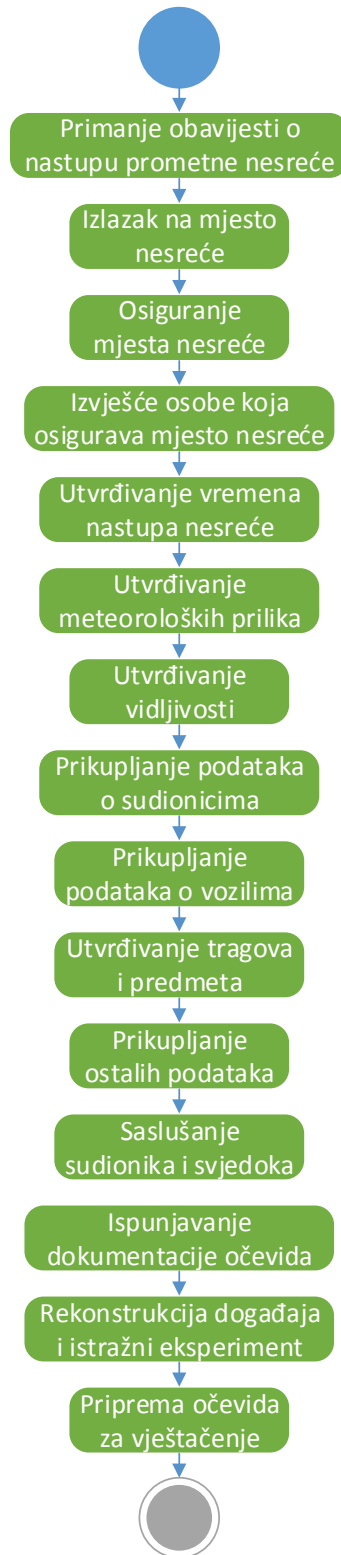 Primanje obavijesti o
nastupu prometne nesreće
Izlazak na mjesto
nesreće
Osiguranje
mjesta nesreće
Izvješće osobe koja
osigurava mjesto nesreće
Utvrđivanje vremena
nastupa nesreće
Utvrđivanje
meteoroloških prilika
Utvrđivanje
vidljivosti
Prikupljanje podataka
o sudionicima
Prikupljanje
podataka o vozilima
Utvrđivanje tragova
i predmeta
Prikupljanje
ostalih podataka
Saslušanje
sudionika i svjedoka
Ispunjavanje
dokumentacije očevida
Rekonstrukcija događaja
i istražni eksperiment
Priprema očevida
za vještačenje